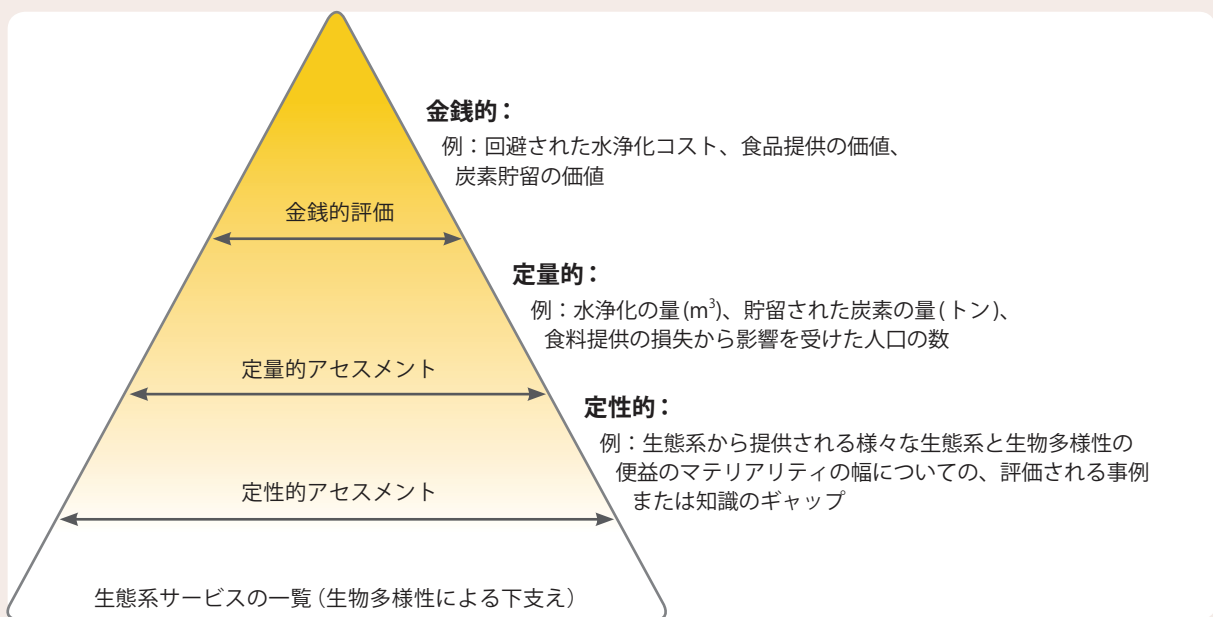 金銭的：
例：回避された水浄化コスト、食品提供の価値、
炭素貯留の価値
金銭的評価
定量的：
例：水浄化の量(m³)、貯留された炭素の量(トン)、
食料提供の損失から影響を受けた人口の数
定量的アセスメント
定性的：
例：生態系から提供される様々な生態系と生物多様性の
便益のマテリアリティの幅についての、評価される事例
または知識のギャップ
定性的アセスメント
生態系サービスの一覧（生物多様性による下支え）